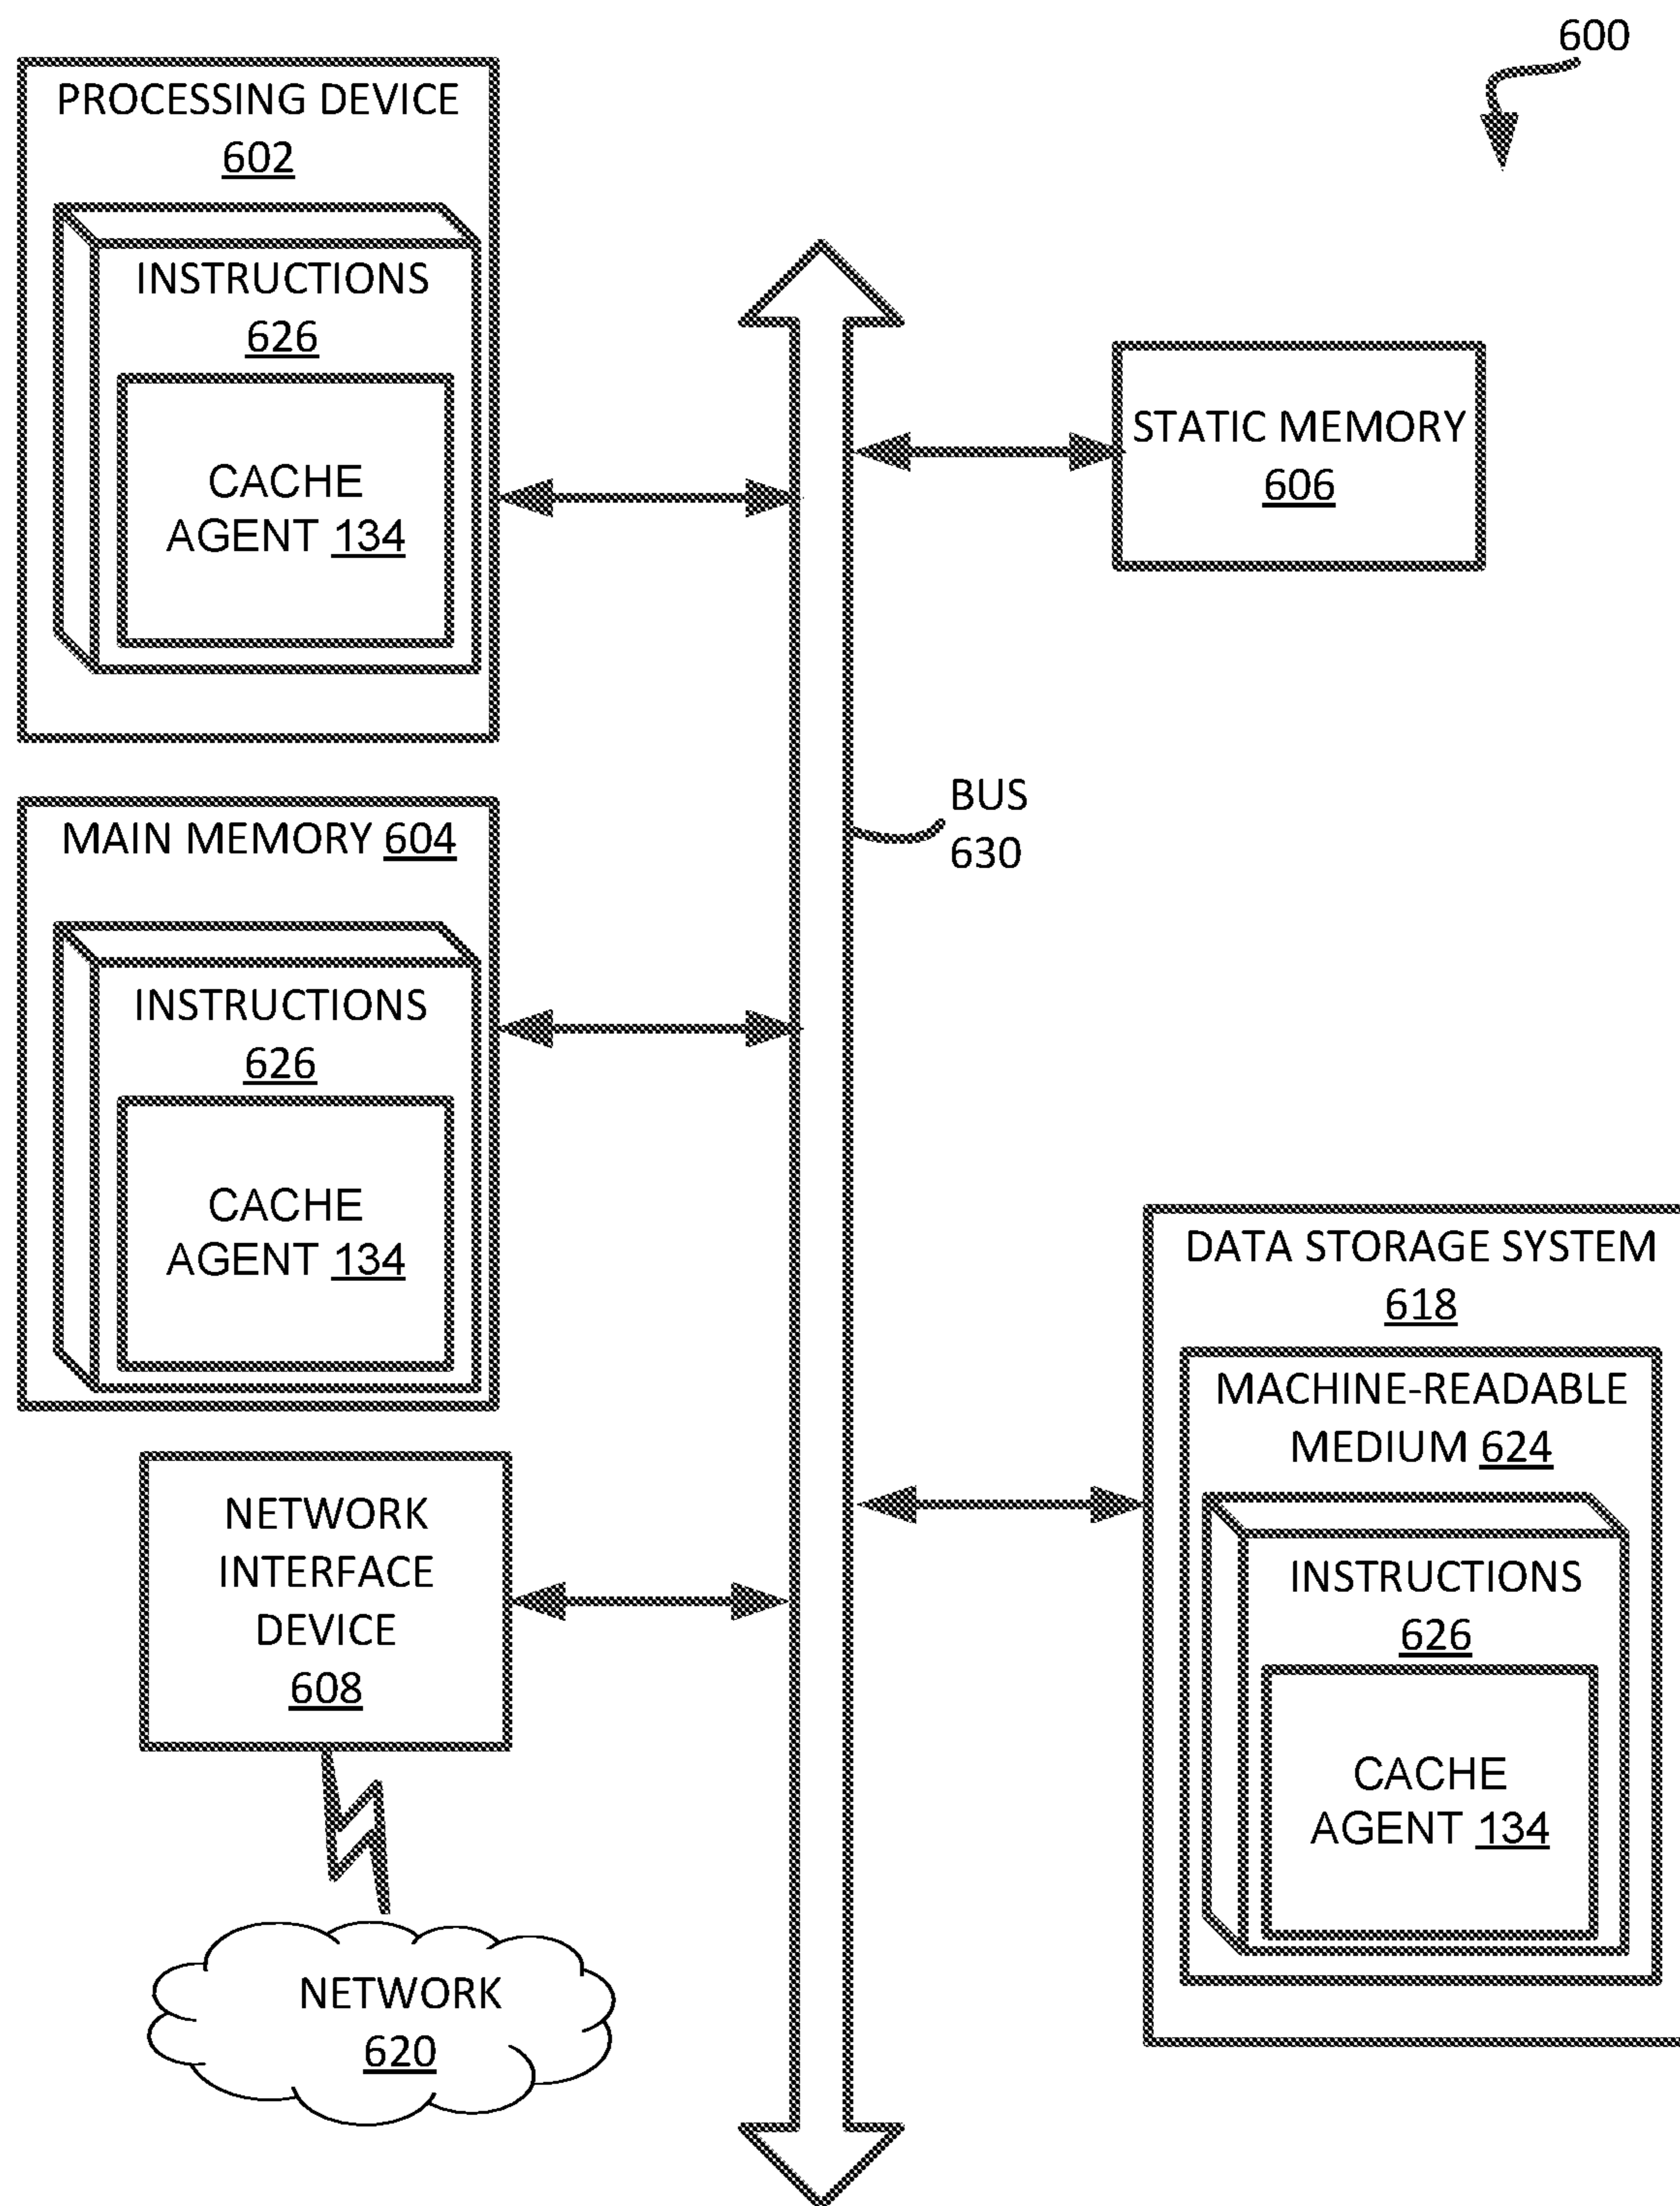 600
PROCESSING DEVICE
602
INSTRUCTIONS
626
CACHE
AGENT 134
STATIC MEMORY
606
BUS
630
MAIN MEMORY 604
INSTRUCTIONS
626
CACHE
AGENT 134
DATA STORAGE SYSTEM
618
MACHINE-READABLE
MEDIUM 624
INSTRUCTIONS
626
CACHE
AGENT 134
NETWORK
INTERFACE
DEVICE
608
NETWORK
620